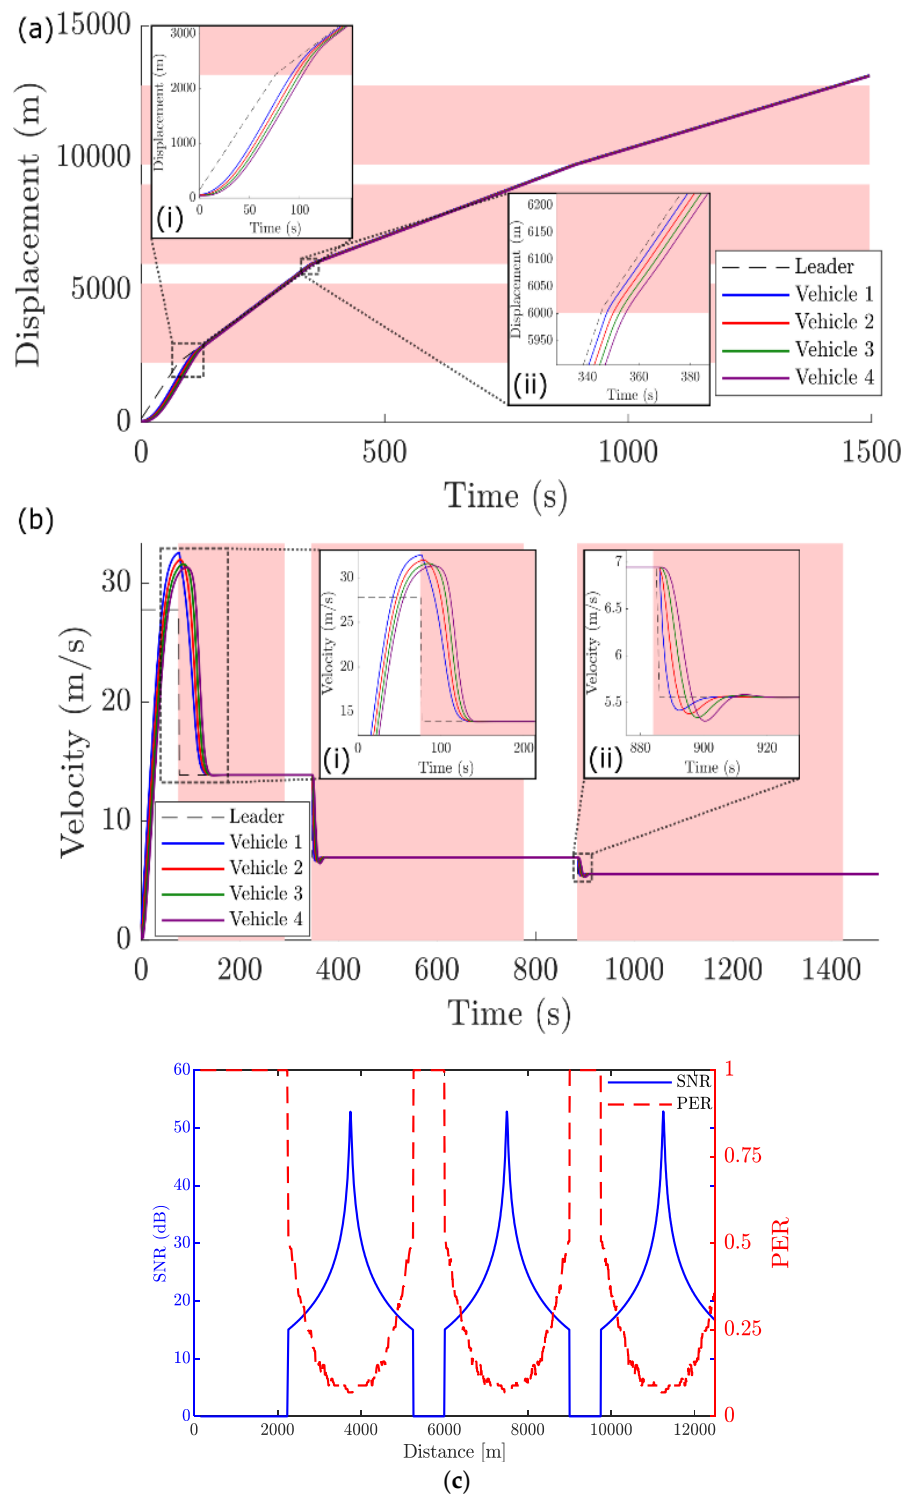 (a)
15000
10000
5000
0
Displacement (m)
0
500
1000
1500
Time (s)
3000
2000
1000
0
Displacement (m)
0
50
100
Time (s)
(i)
6200
6150
6100
6050
6000
5950
Displacement (m)
340
360
380
Time (s)
(ii)
Leader
Vehicle 1
Vehicle 2
Vehicle 3
Vehicle 4
(b)
30
20
10
0
Velocity (m/s)
0
200
400
600
800
1000
1200
1400
Time (s)
30
25
20
15
Velocity (m/s)
0
100
200
Time (s)
(i)
7
6.5
6
5.5
Velocity (m/s)
880
900
920
Time (s)
(ii)
Leader
Vehicle 1
Vehicle 2
Vehicle 3
Vehicle 4
60
50
40
30
20
10
0
SNR (dB)
1
0.75
0.5
0.25
0
PER
SNR
PER
0
2000
4000
6000
8000
10000
12000
Distance [m]
(c)